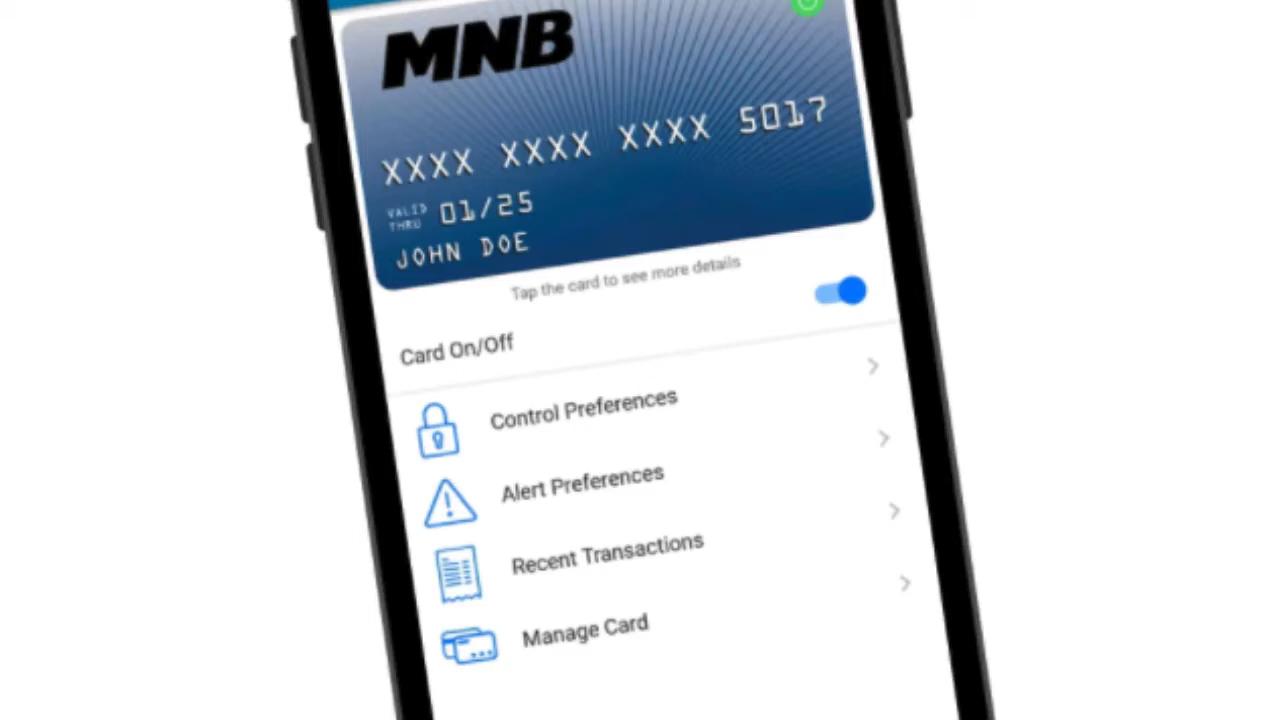 MNB
XXXX XXXX XXXX 5017
VALID
THRU 01/25
JOHN DOE
Tap the card to see more details
Card On/Off
Control Preferences
Alert Preferences
Recent Transactions
Manage Card